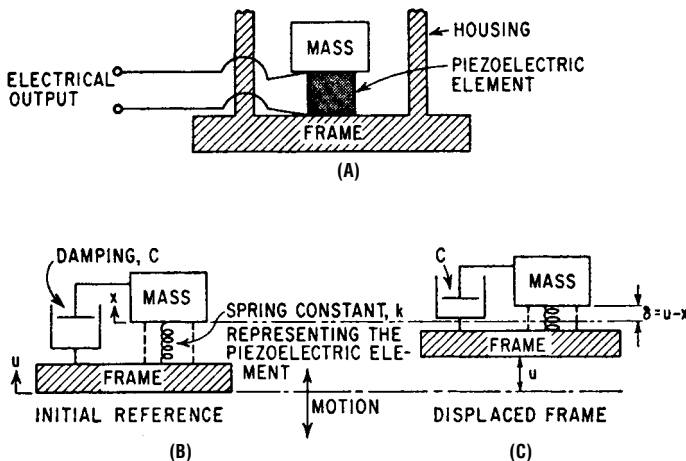 MASS
HOUSING
PIEZOELECTRIC
ELEMENT
ELECTRICAL
OUTPUT
FRAME
(A)
DAMPING, C
MASS
x
SPRING CONSTANT, k
REPRESENTING THE
PIEZOELECTRIC ELE-
MENT
u
FRAME
INITIAL REFERENCE
MOTION
(B)
C
MASS
δ=u-x
FRAME
u
DISPLACED FRAME
(C)